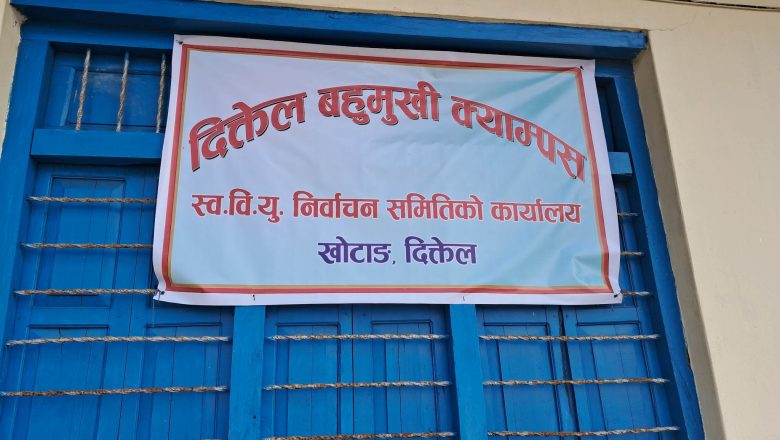 दिक्तेल बहुमुखी क्याम्पस
स्व.वि.यु. निर्वाचन समितिको कार्यालय
खोटाङ, दिक्तेल